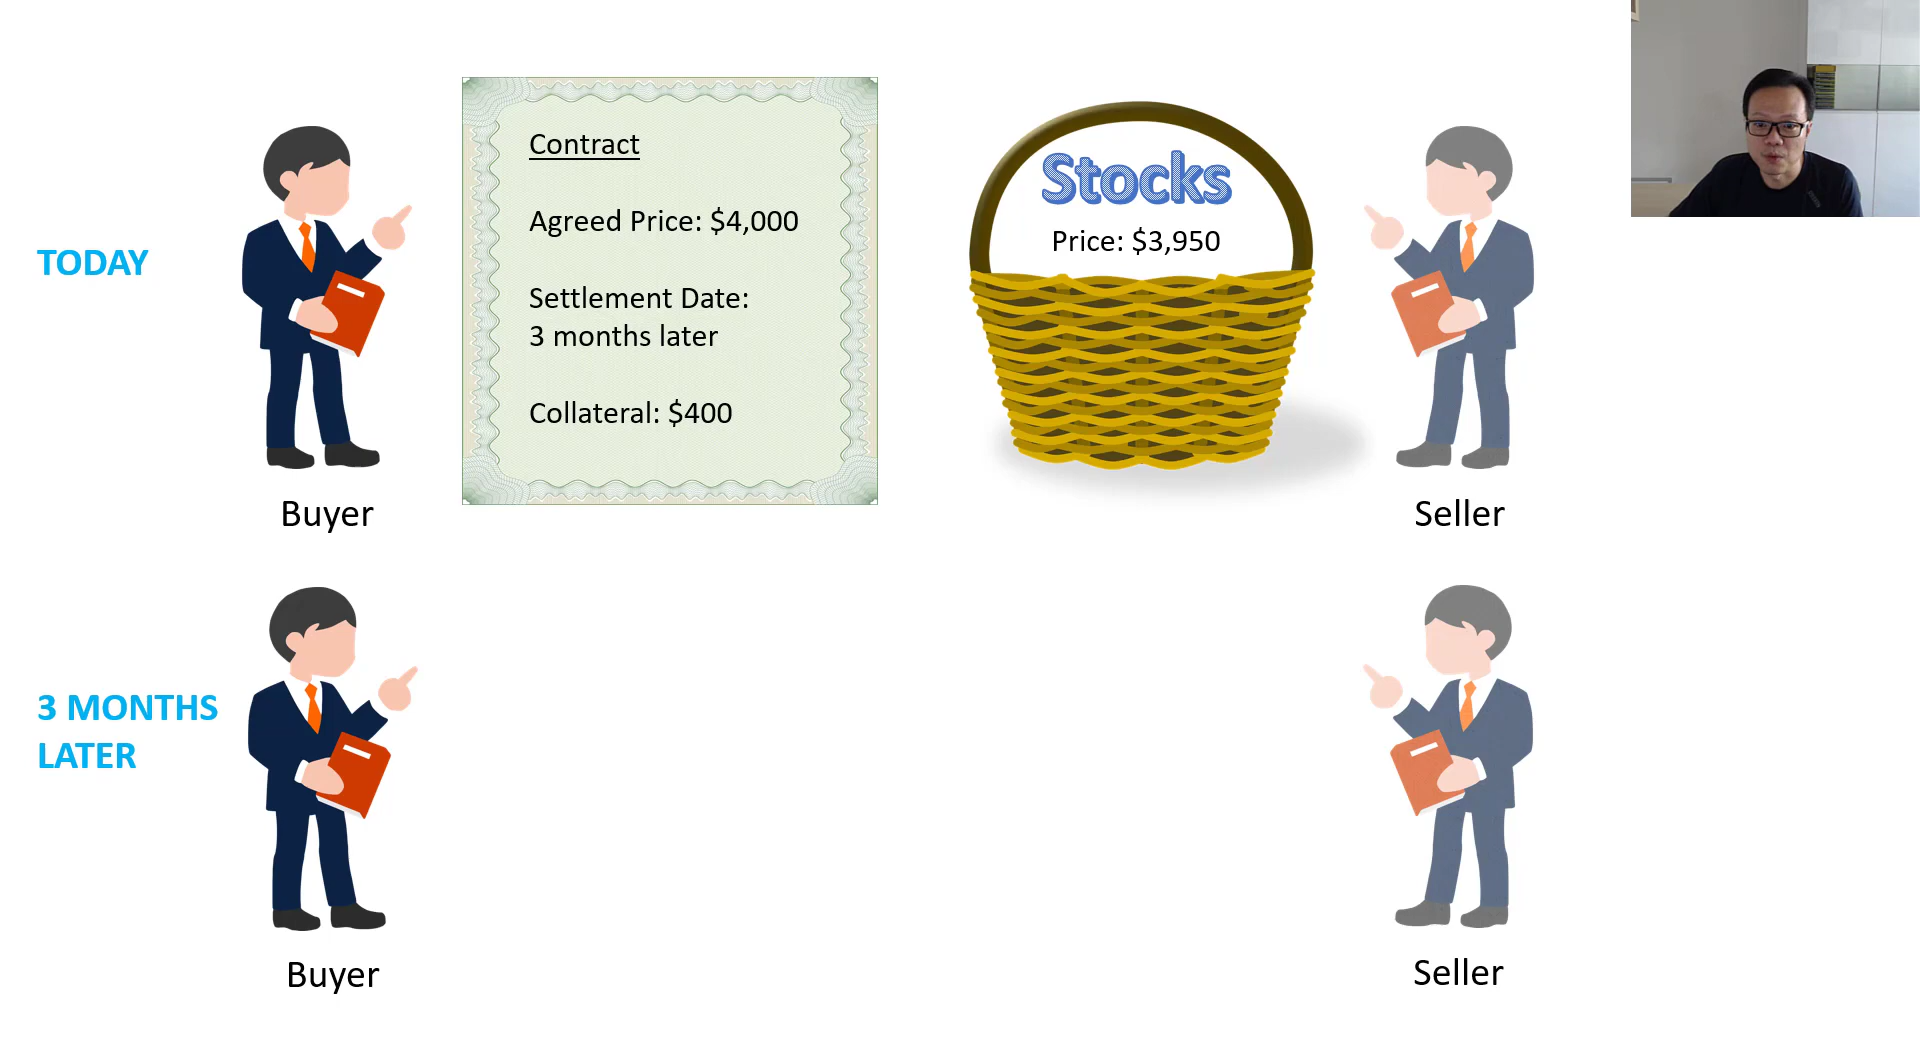 TODAY
Contract
Agreed Price: $4,000
Settlement Date:
3 months later
Collateral: $400
Stocks
Price: $3,950
Buyer
Seller
3 MONTHS
LATER
Buyer
Seller